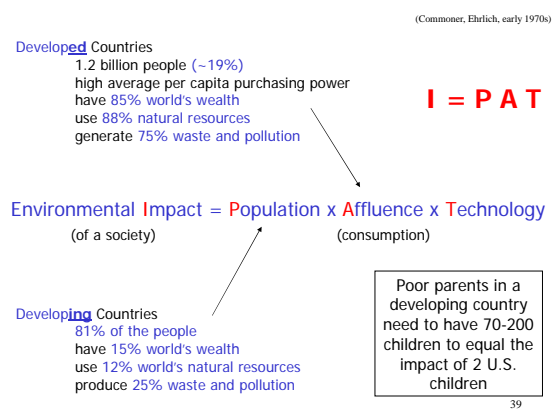 (Commoner, Ehrlich, early 1970s)
Developed Countries
1.2 billion people (~19%)
high average per capita purchasing power
have 85% world's wealth
use 88% natural resources
generate 75% waste and pollution
I = P A T
Environmental Impact = Population x Affluence x Technology
(of a society)
(consumption)
Developing Countries
81% of the people
have 15% world's wealth
use 12% world's natural resources
produce 25% waste and pollution
Poor parents in a
developing country
need to have 70-200
children to equal the
impact of 2 U.S.
children
39